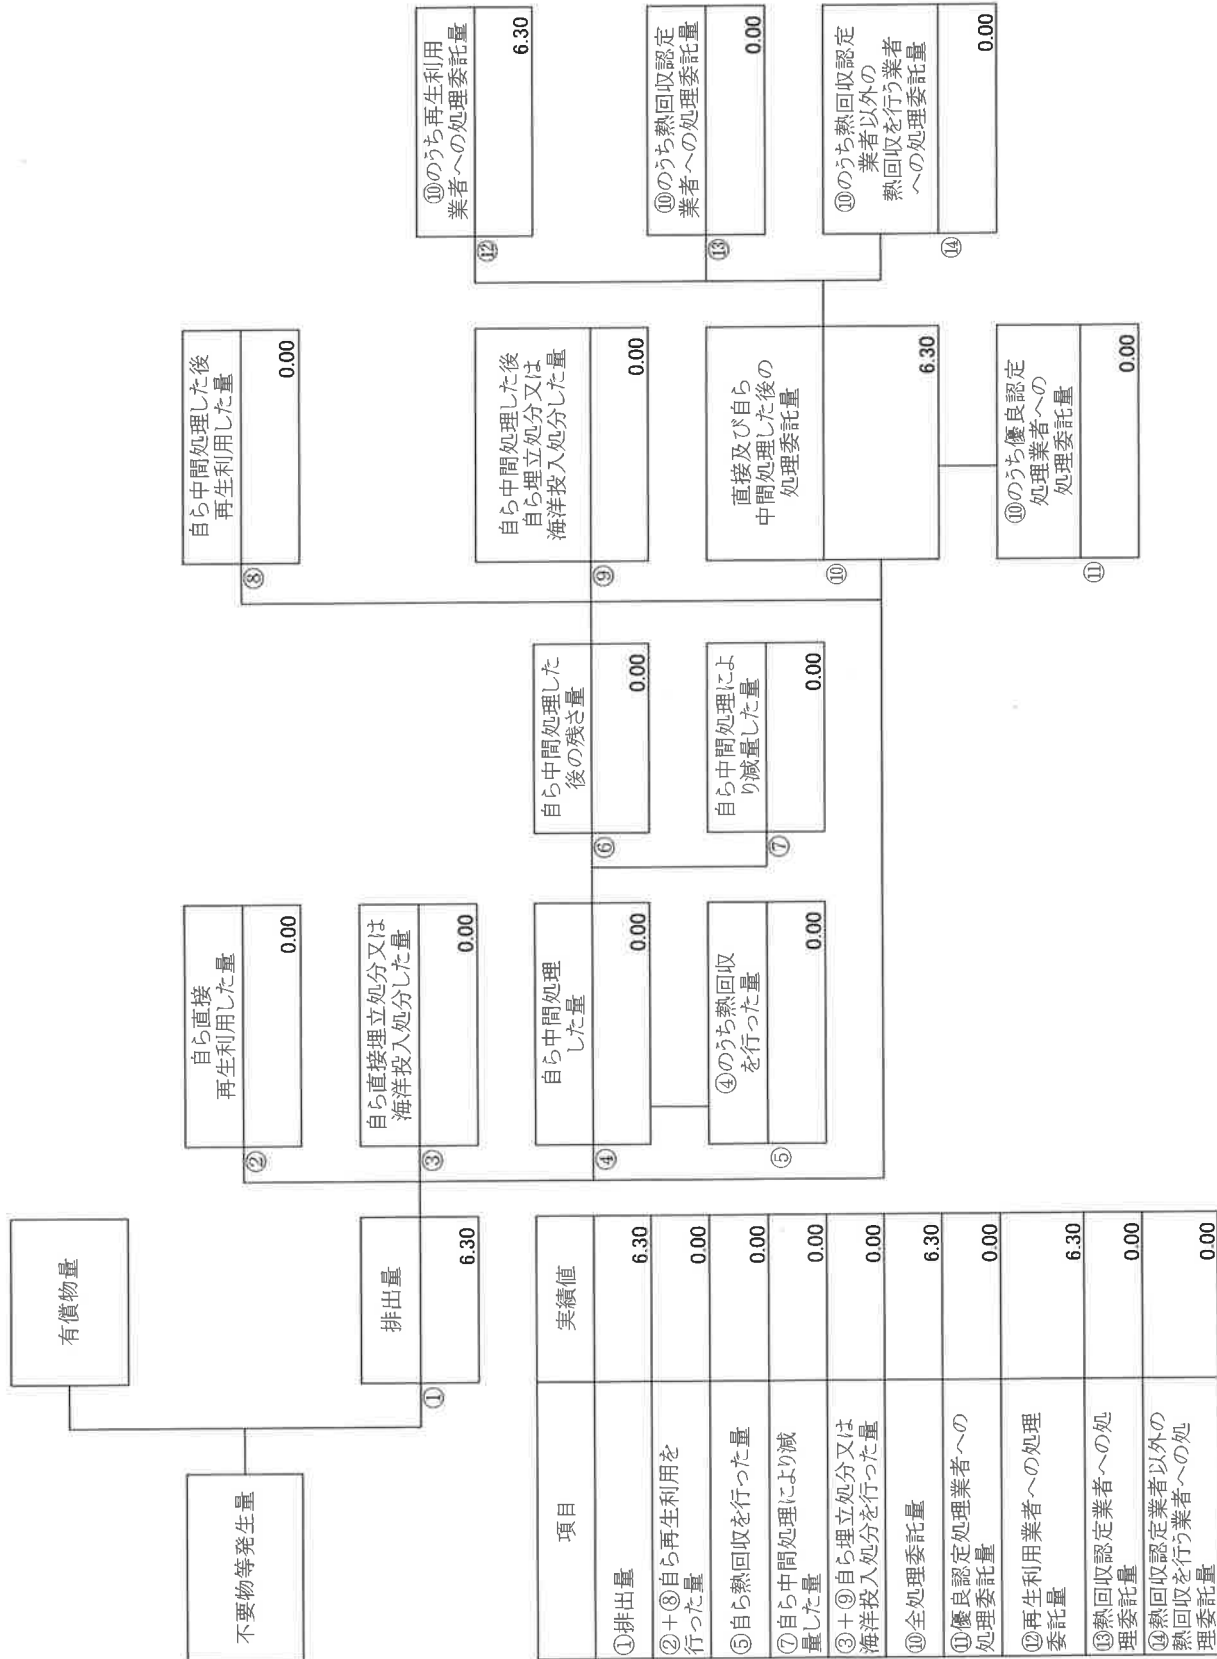 不要物等発生量
有償物量
①
排出量
6.30
②
自ら直接
再生利用した量
0.00
③
自ら直接埋立処分又は
海洋投入処分した量
0.00
④
自ら中間処理
した量
0.00
⑤
④のうち熱回収
を行った量
0.00
⑥
自ら中間処理した
後の残さ量
0.00
⑦
自ら中間処理によ
り減量した量
0.00
⑧
自ら中間処理した後
再生利用した量
0.00
⑨
自ら中間処理した後
自ら埋立処分又は
海洋投入処分した量
0.00
⑩
直接及び自ら
中間処理した後の
処理委託量
6.30
⑪
⑩のうち優良認定
処理業者への
処理委託量
0.00
⑫
⑩のうち再生利用
業者への処理委託量
6.30
⑬
⑩のうち熱回収認定
業者への処理委託量
0.00
⑭
⑩のうち熱回収認定
業者以外の
熱回収を行う業者
への処理委託量
0.00
項目 実績値
①排出量 6.30
②＋⑧自ら再生利用を
行った量 0.00
⑤自ら熱回収を行った量 0.00
⑦自ら中間処理により減
量した量 0.00
③＋⑨自ら埋立処分又は
海洋投入処分を行った量 0.00
⑩全処理委託量 6.30
⑪優良認定処理業者への
処理委託量 0.00
⑫再生利用業者への処理
委託量 6.30
⑬熱回収認定業者への処
理委託量 0.00
⑭熱回収認定業者以外の
熱回収を行う業者への処
理委託量 0.00